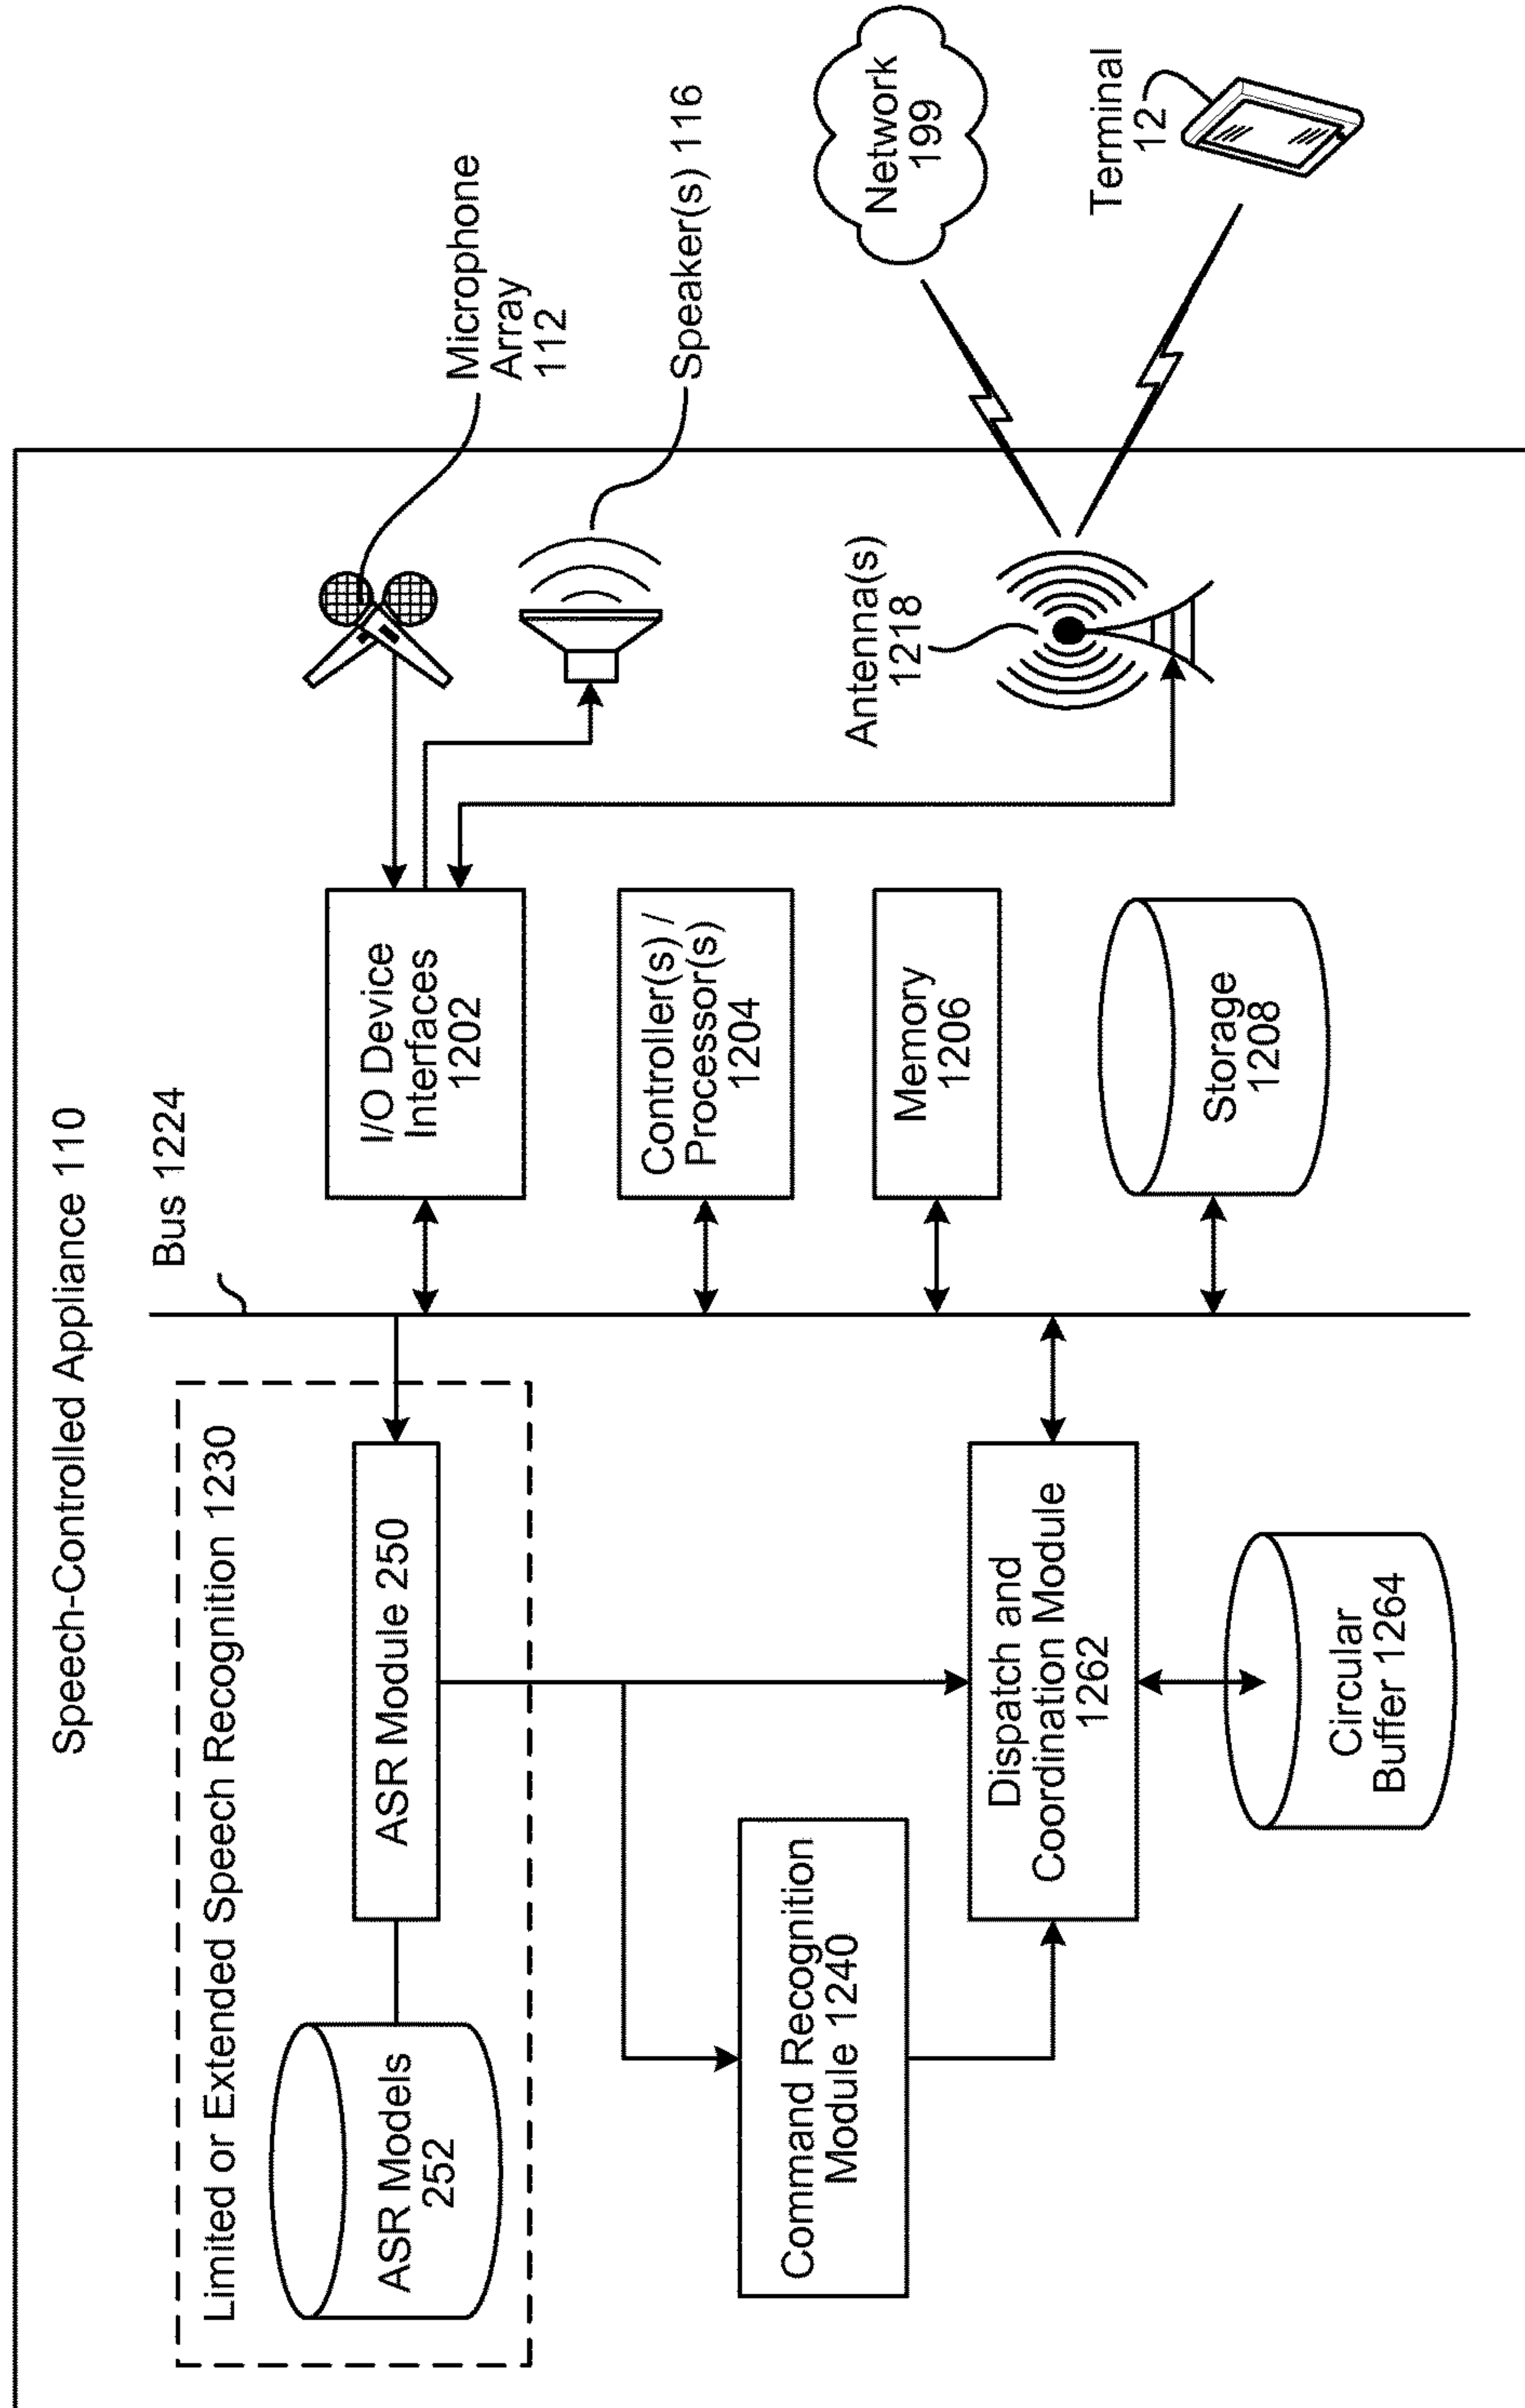 Speech-Controlled Appliance 110
Bus 1224
Limited or Extended Speech Recognition 1230
ASR Models
252
ASR Module 250
Command Recognition
Module 1240
Dispatch and
Coordination Module
1262
Circular
Buffer 1264
I/O Device
Interfaces
1202
Controller(s) /
Processor(s)
1204
Memory
1206
Storage
1208
Microphone
Array
112
Speaker(s) 116
Antenna(s)
1218
Network
199
Terminal
12